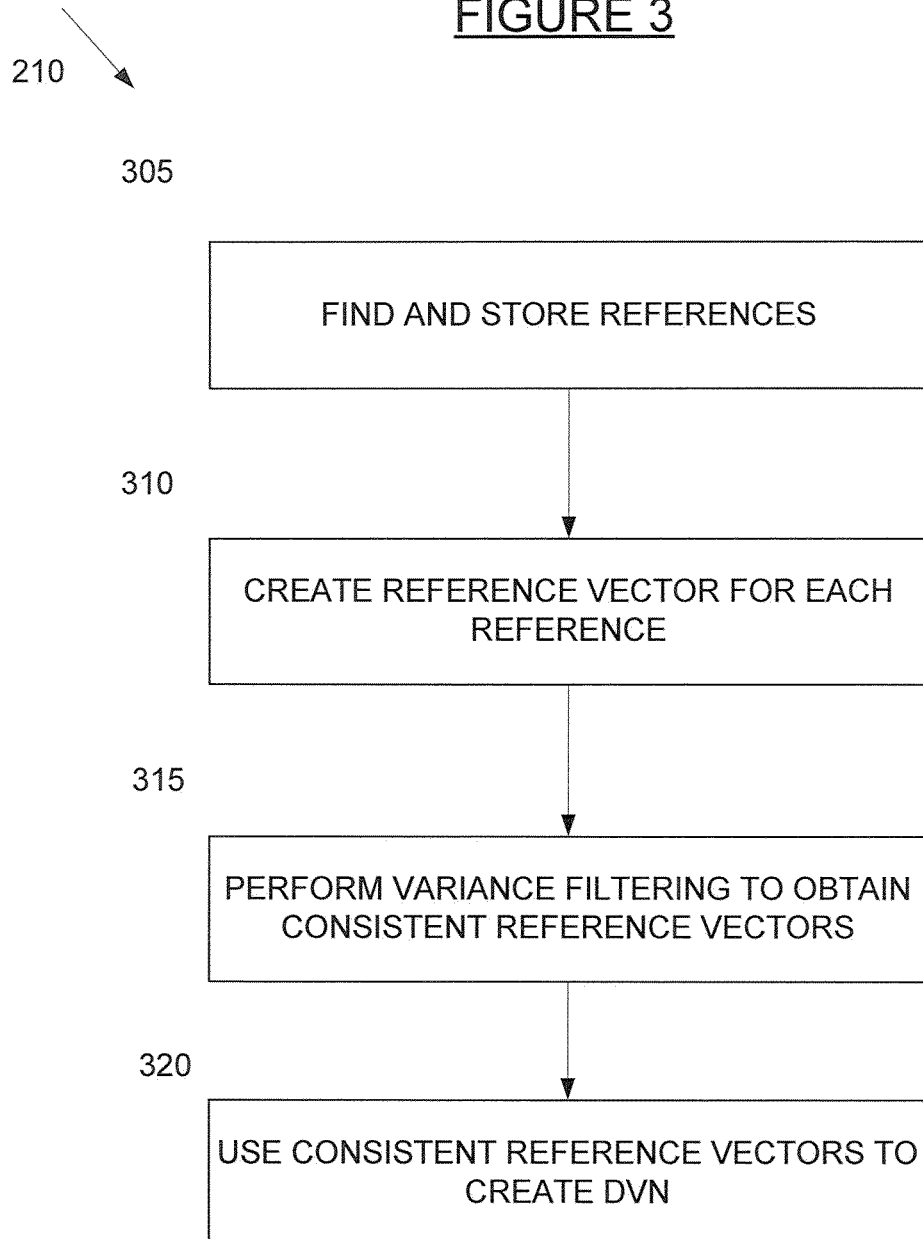 FIGURE 3
210
305
FIND AND STORE REFERENCES
310
CREATE REFERENCE VECTOR FOR EACH
REFERENCE
315
PERFORM VARIANCE FILTERING TO OBTAIN
CONSISTENT REFERENCE VECTORS
320
USE CONSISTENT REFERENCE VECTORS TO
CREATE DVN